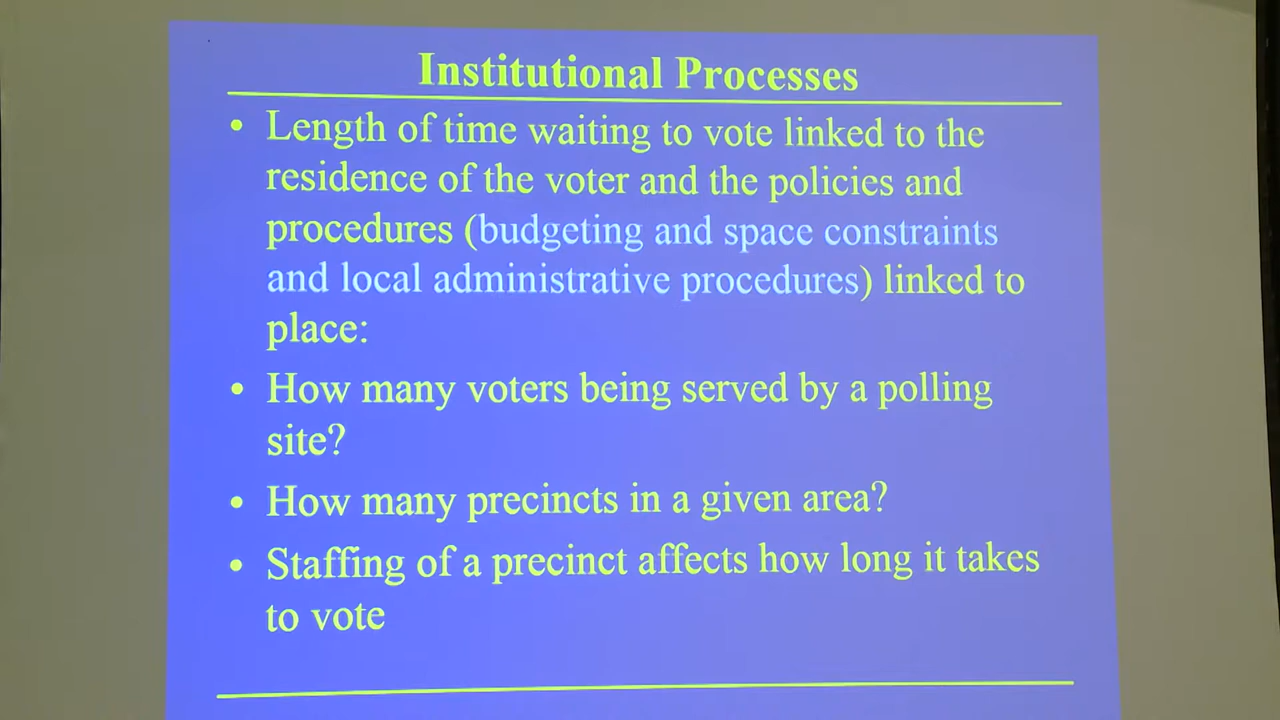 Institutional Processes
• Length of time waiting to vote linked to the
residence of the voter and the policies and
procedures (budgeting and space constraints
and local administrative procedures) linked to
place:
• How many voters being served by a polling
site?
• How many precincts in a given area?
• Staffing of a precinct affects how long it takes
to vote